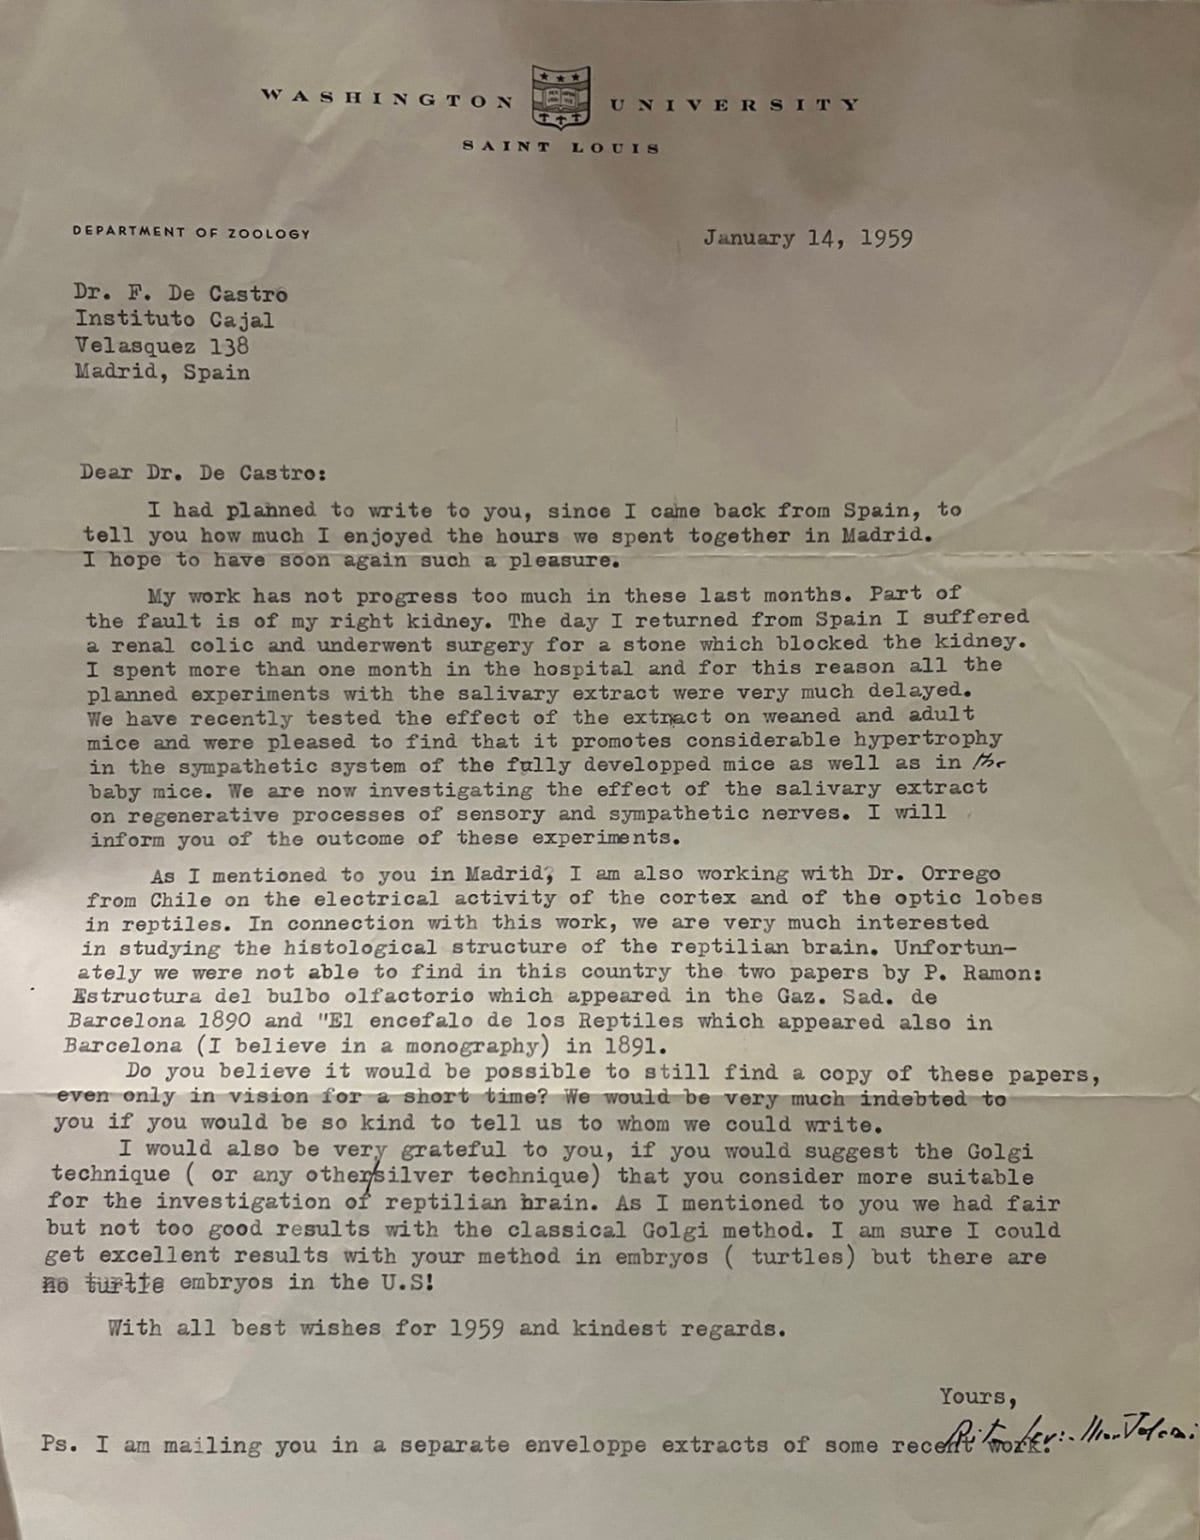 WASHINGTON UNIVERSITY
SAINT LOUIS
DEPARTMENT OF ZOOLOGY
January 14, 1959
Dr. F. De Castro
Instituto Cajal
Velasquez 138
Madrid, Spain
Dear Dr. De Castro:
I had planned to write to you, since I came back from Spain, to
tell you how much I enjoyed the hours we spent together in Madrid.
I hope to have soon again such a pleasure.
My work has not progress too much in these last months. Part of
the fault is of my right kidney. The day I returned from Spain I suffered
a renal colic and underwent surgery for a stone which blocked the kidney.
I spent more than one month in the hospital and for this reason all the
planned experiments with the salivary extract were very much delayed.
We have recently tested the effect of the extract on weaned and adult
mice and were pleased to find that it promotes considerable hypertrophy
in the sympathetic system of the fully developped mice as well as in the
baby mice. We are now investigating the effect of the salivary extract
on regenerative processes of sensory and sympathetic nerves. I will
inform you of the outcome of these experiments.
As I mentioned to you in Madrid, I am also working with Dr. Orrego
from Chile on the electrical activity of the cortex and of the optic lobes
in reptiles. In connection with this work, we are very much interested
in studying the histological structure of the reptilian brain. Unfortun-
ately we were not able to find in this country the two papers by P. Ramon:
Estructura del bulbo olfactorio which appeared in the Gaz. Sad. de
Barcelona 1890 and "El encefalo de los Reptiles which appeared also in
Barcelona (I believe in a monography) in 1891.
Do you believe it would be possible to still find a copy of these papers,
even only in vision for a short time? We would be very much indebted to
you if you would be so kind to tell us to whom we could write.
I would also be very grateful to you, if you would suggest the Golgi
technique ( or any other/silver technique) that you consider more suitable
for the investigation of reptilian brain. As I mentioned to you we had fair
but not too good results with the classical Golgi method. I am sure I could
get excellent results with your method in embryos ( turtles) but there are
no turtle embryos in the U.S!
With all best wishes for 1959 and kindest regards.
Yours,
Rita Levi-Montalcini
Ps. I am mailing you in a separate enveloppe extracts of some recent work.